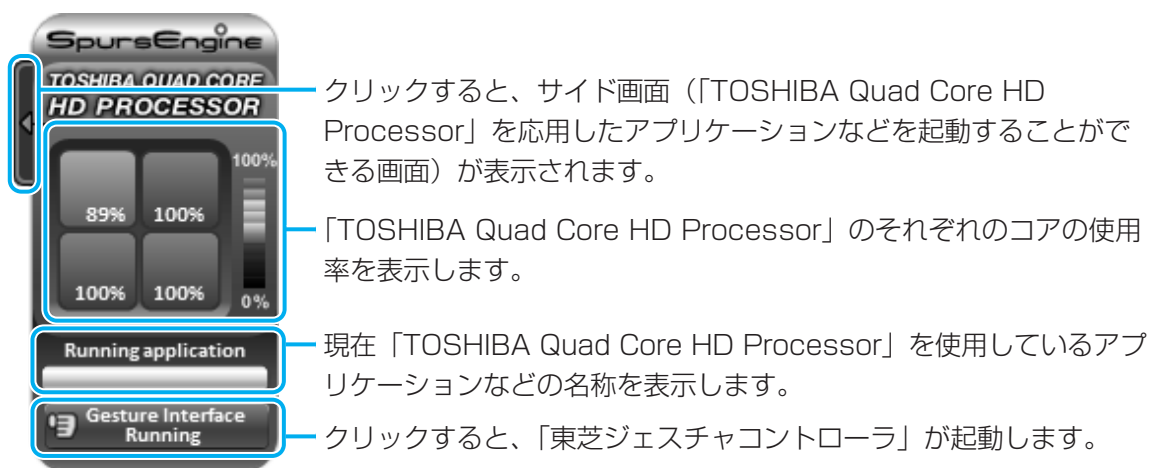 SpursEngine
TOSHIBA QUAD CORE
HD PROCESSOR
100%
89%
100%
100%
100%
0%
Running application
Gesture Interface
Running
クリックすると、サイド画面（「TOSHIBA Quad Core HD
Processor」を応用したアプリケーションなどを起動することがで
きる画面）が表示されます。
「TOSHIBA Quad Core HD Processor」のそれぞれのコアの使用
率を表示します。
現在「TOSHIBA Quad Core HD Processor」を使用しているアプ
リケーションなどの名称を表示します。
クリックすると、「東芝ジェスチャコントローラ」が起動します。